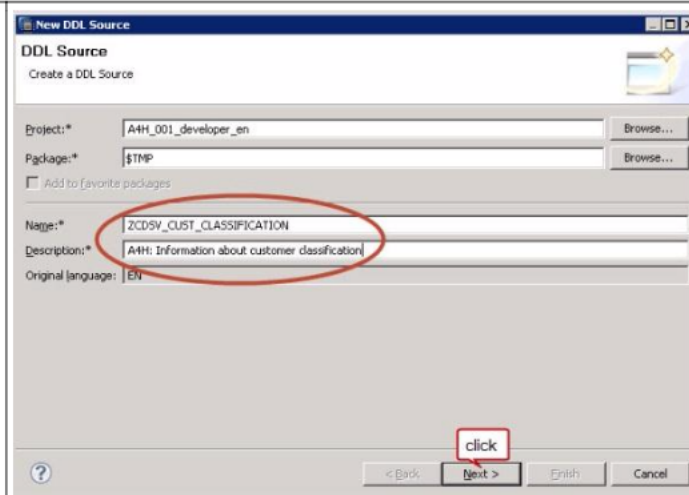 New DDL Source
DDL Source
Create a DDL Source
Project:* A4H_001_developer_en Browse...
Package:* $TMP Browse...
Add to favorite packages
Name:* ZCDSV_CUST_CLASSIFICATION
Description:* A4H: Information about customer classification
Original language: EN
click
? < Back Next > Finish Cancel